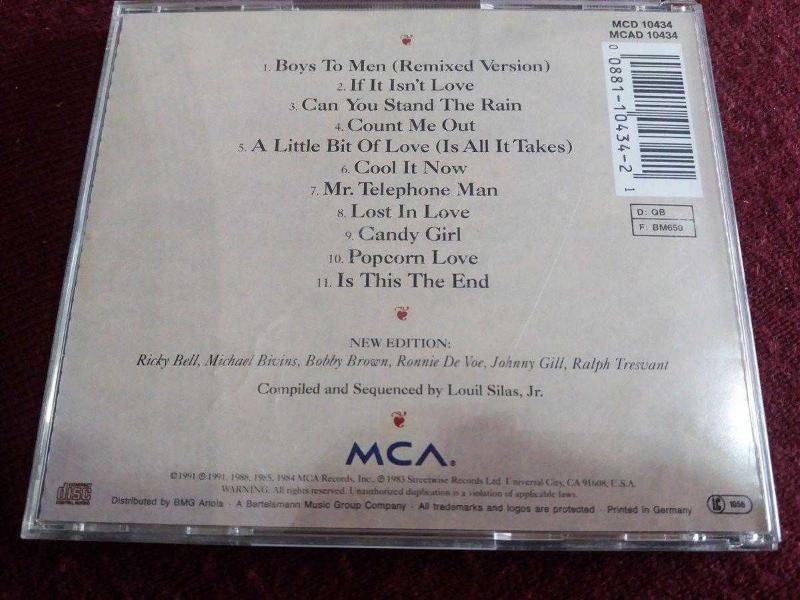 MCD 10434
MCAD 10434
0 0881-10434-2 1
1. Boys To Men (Remixed Version)
2. If It Isn't Love
3. Can You Stand The Rain
4. Count Me Out
5. A Little Bit Of Love (Is All It Takes)
6. Cool It Now
7. Mr. Telephone Man
8. Lost In Love
9. Candy Girl
10. Popcorn Love
11. Is This The End
D: QB
F: BM650
NEW EDITION:
Ricky Bell, Michael Bivins, Bobby Brown, Ronnie De Voe, Johnny Gill, Ralph Tresvant
Compiled and Sequenced by Louil Silas, Jr.
MCA®
©1991 ℗1991, 1988, 1985, 1984 MCA Records, Inc., ℗1983 Streetwise Records Ltd. Universal City, CA 91608, U.S.A.
WARNING: All rights reserved. Unauthorized duplication is a violation of applicable laws.
Distributed by BMG Ariola · A Bertelsmann Music Group Company · All trademarks and logos are protected · Printed in Germany
COMPACT
disc
DIGITAL AUDIO
LC